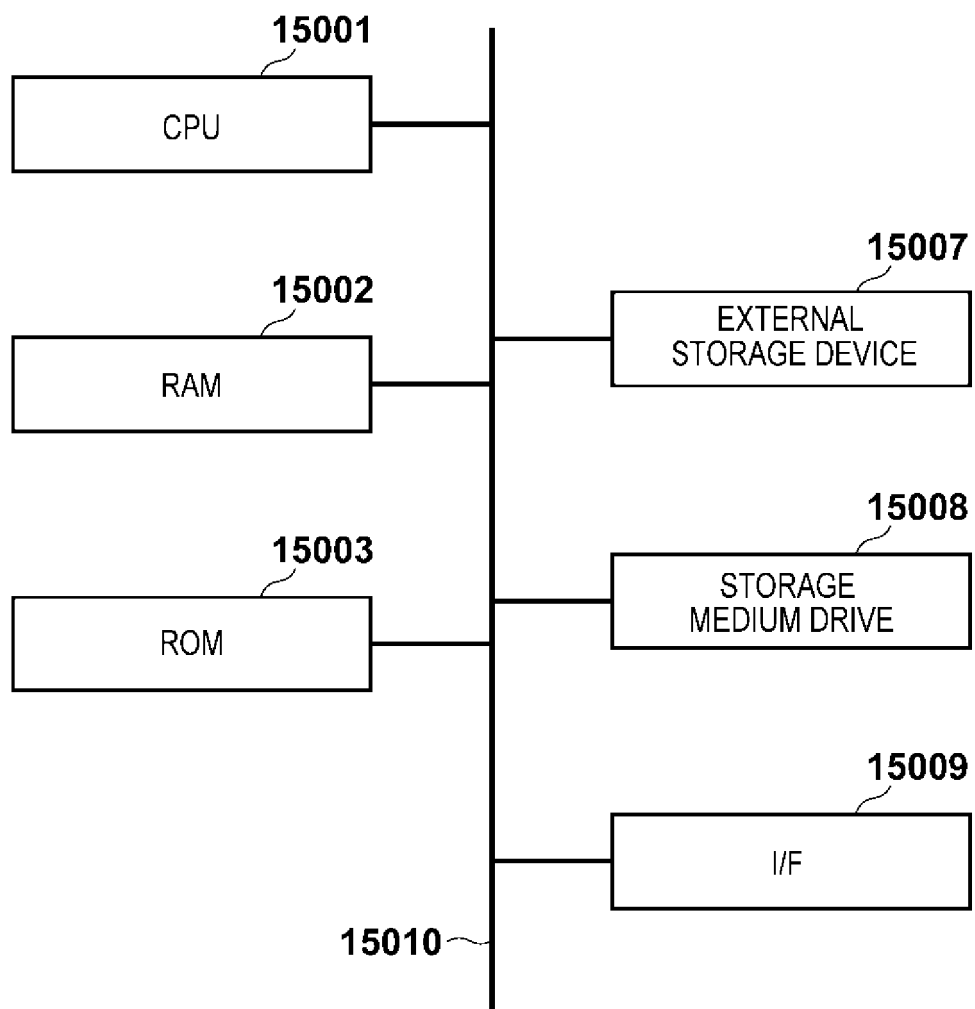 15001
CPU
15002
RAM
15003
ROM
15007
EXTERNAL
STORAGE DEVICE
15008
STORAGE
MEDIUM DRIVE
15009
I/F
15010